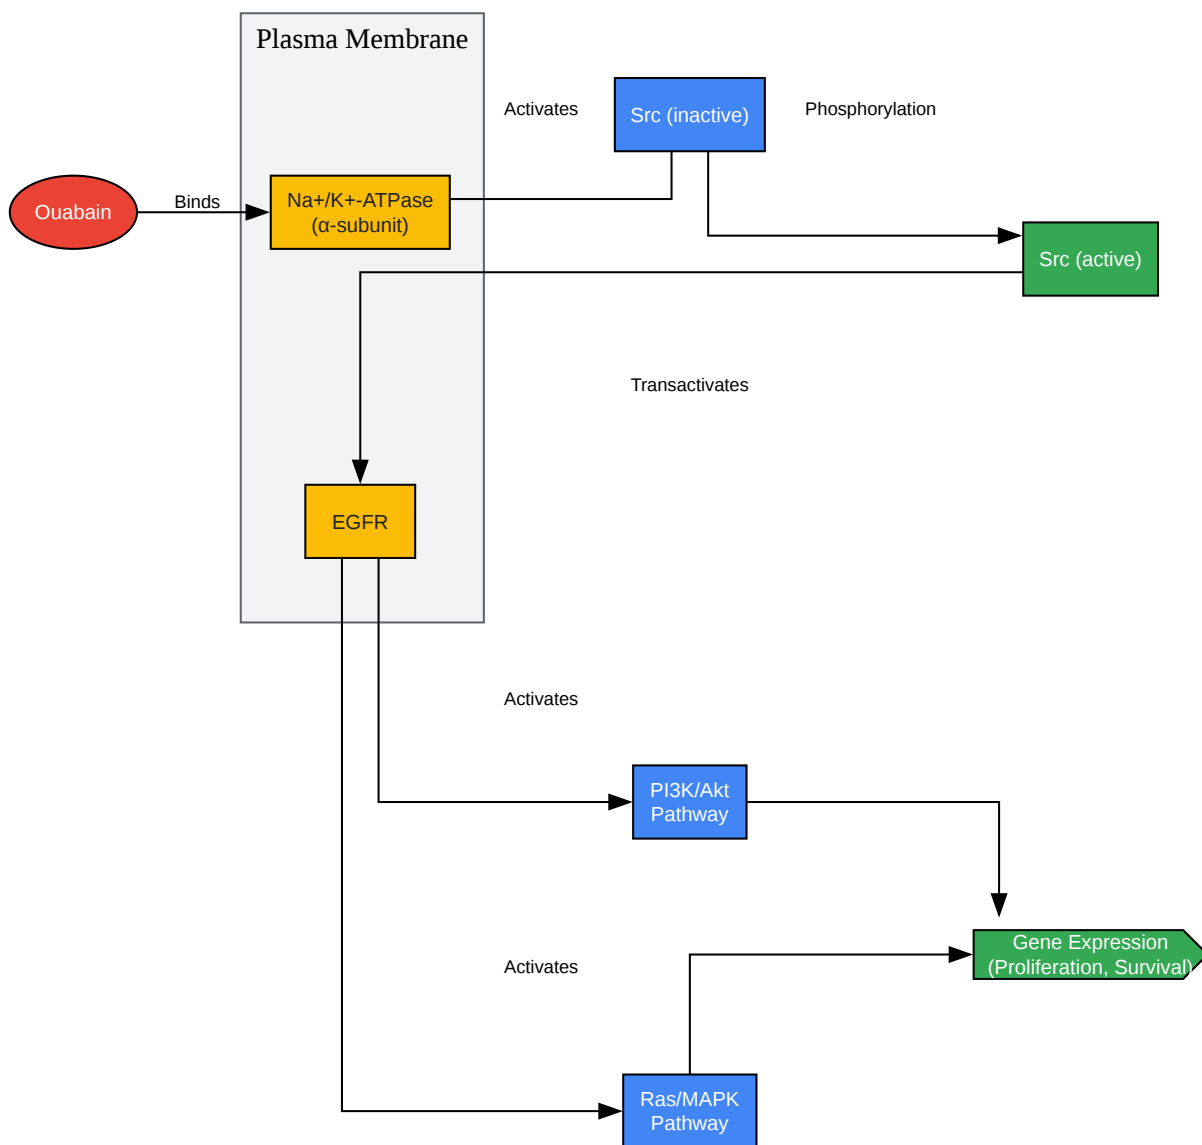 Plasma Membrane
Activates
Src (inactive)
Phosphorylation
Ouabain
Binds
Na+/K+-ATPase
(α-subunit)
Src (active)
Transactivates
EGFR
Activates
PI3K/Akt
Pathway
Gene Expression
(Proliferation, Survival)
Activates
Ras/MAPK
Pathway